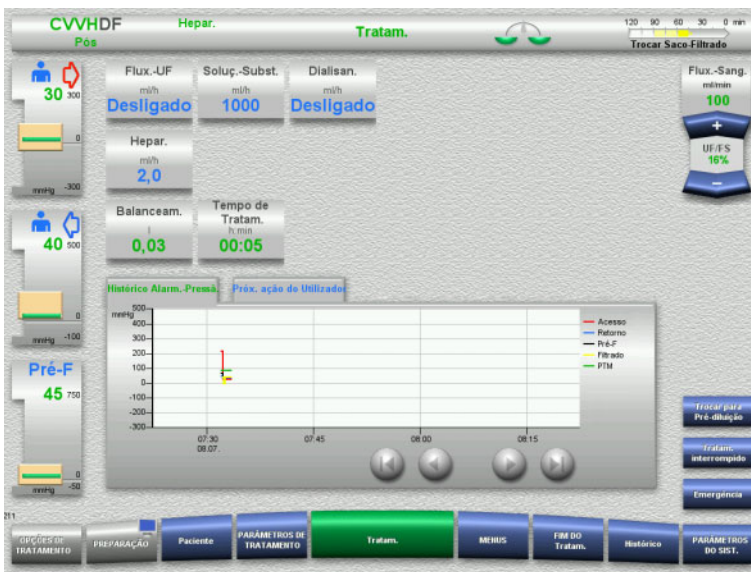 CVVHDF
Pós
Hepar.
Tratam.
120 90 60 30 0 min
Trocar Saco-Filtrado
30 300
0
mmHg -300
40 500
0
mmHg -100
Pré-F
45 750
0
mmHg -50
Flux.-UF
ml/h
Desligado
Soluç.-Subst.
ml/h
1000
Dialisan.
ml/h
Desligado
Hepar.
ml/h
2,0
Balanceam.
l
0,03
Tempo de
Tratam.
h:min
00:05
Flux.-Sang.
ml/min
100
+
UF/FS
16%
−
Histórico Alarm.-Pressã.
Próx. ação do Utilizador
mmHg
500
400
300
200
100
0
-100
-200
-300
07:30
08.07.
07:45
08:00
08:15
Acesso
Retorno
Pré-F
Filtrado
PTM
Trocar para
Pré-diluição
Tratam.
interrompido
Emergência
211
OPÇÕES DE
TRATAMENTO
PREPARAÇÃO
Paciente
PARÂMETROS DE
TRATAMENTO
Tratam.
MENUS
FIM DO
Tratam.
Histórico
PARÂMETROS
DO SIST.